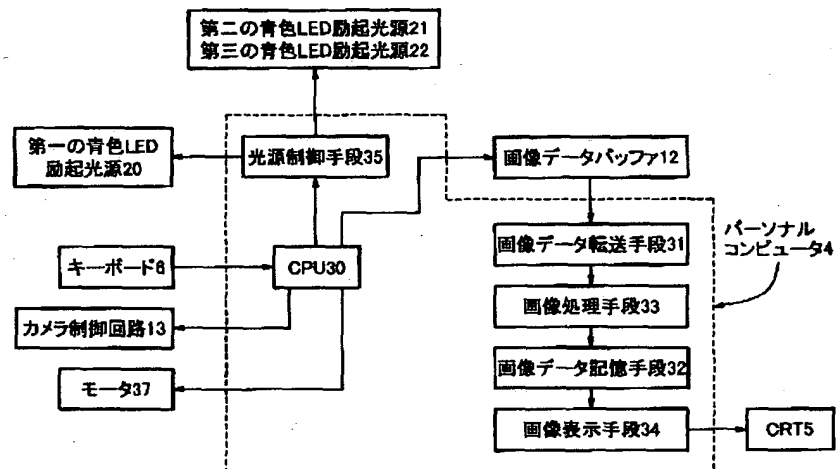 第二の青色LED励起光源21
第三の青色LED励起光源22
第一の青色LED
励起光源20
光源制御手段35
画像データバッファ12
キーボード6
CPU30
画像データ転送手段31
パーソナル
コンピュータ4
カメラ制御回路13
画像処理手段33
モータ37
画像データ記憶手段32
画像表示手段34
CRT5